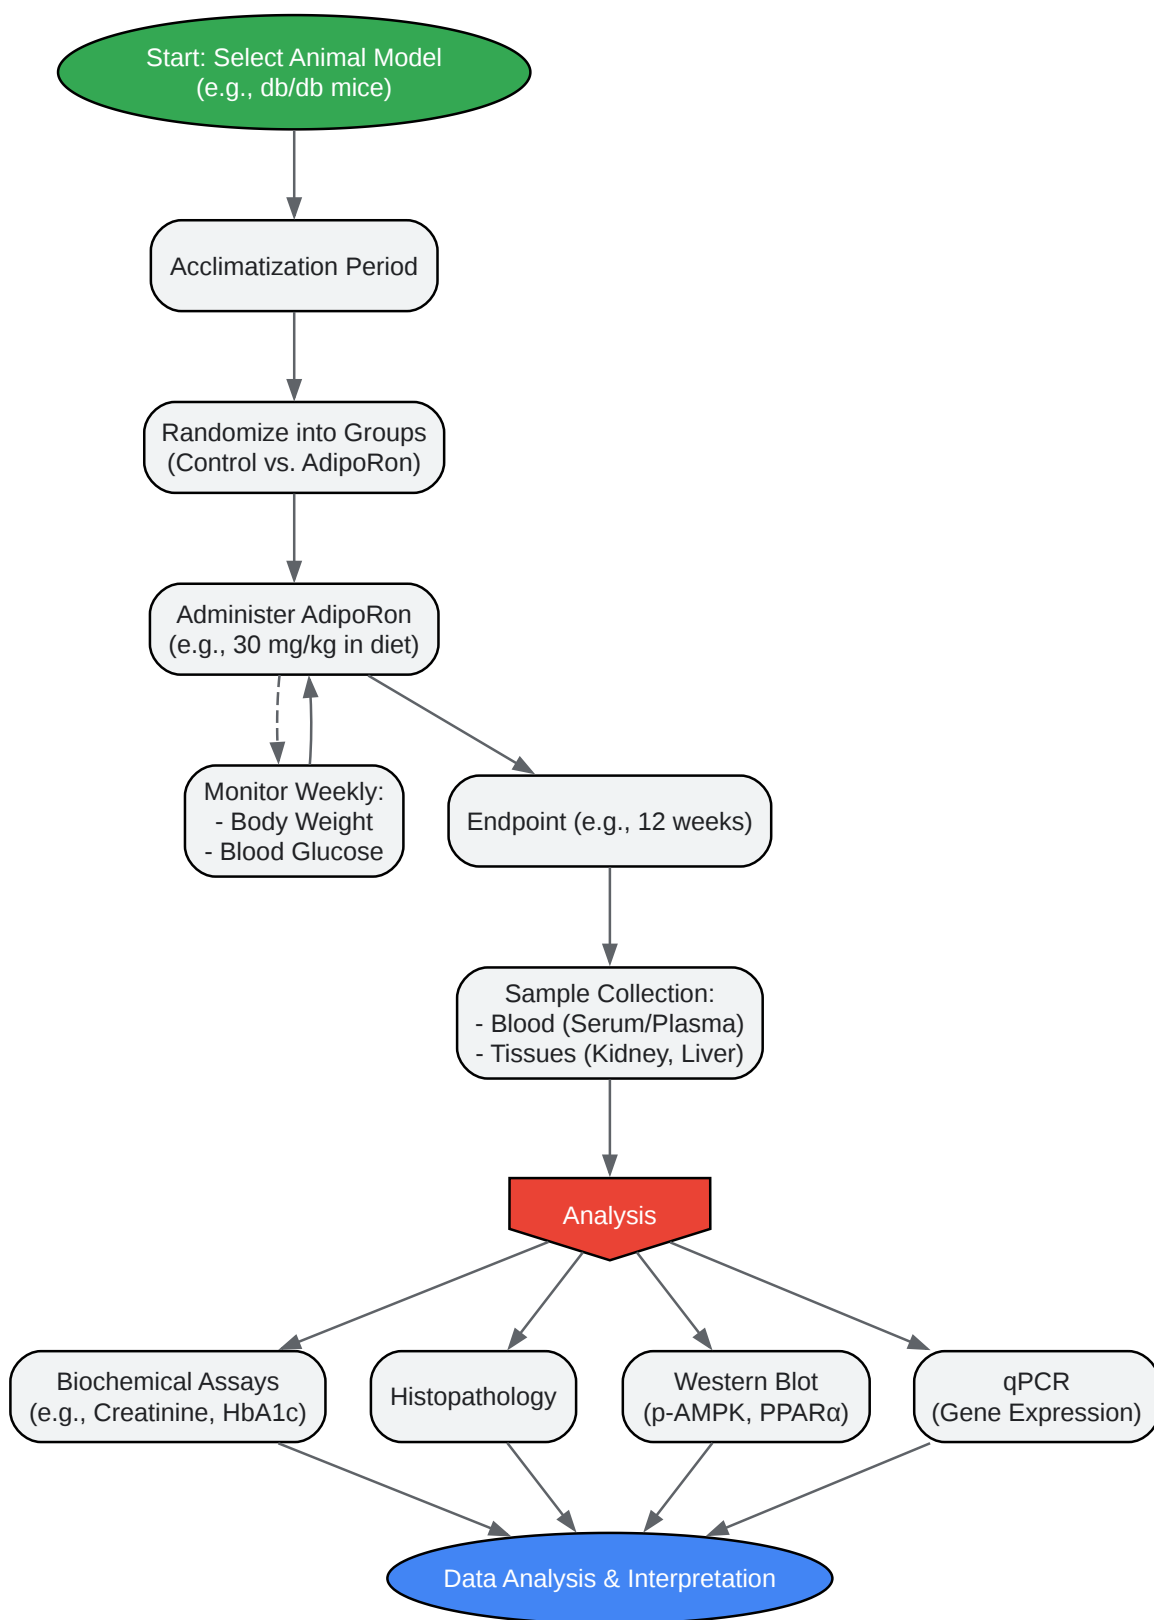 Start: Select Animal Model
(e.g., db/db mice)
Acclimatization Period
Randomize into Groups
(Control vs. AdipoRon)
Administer AdipoRon
(e.g., 30 mg/kg in diet)
Monitor Weekly:
- Body Weight
- Blood Glucose
Endpoint (e.g., 12 weeks)
Sample Collection:
- Blood (Serum/Plasma)
- Tissues (Kidney, Liver)
Analysis
Biochemical Assays
(e.g., Creatinine, HbA1c)
Histopathology
Western Blot
(p-AMPK, PPARα)
qPCR
(Gene Expression)
Data Analysis & Interpretation